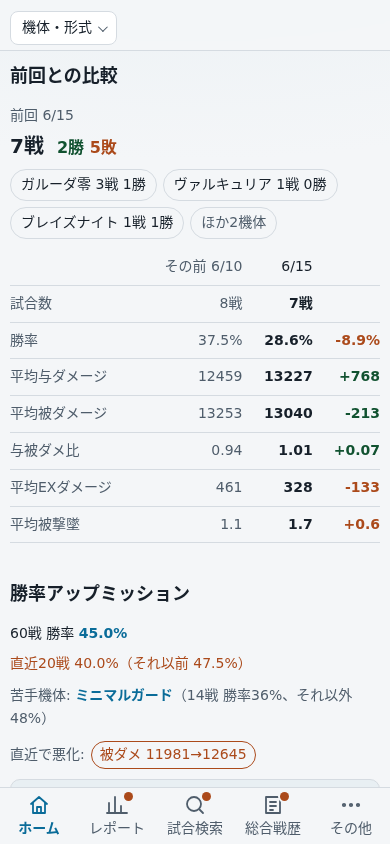 機体・形式
前回との比較
前回 6/15
7戦 2勝 5敗
ガルーダ零 3戦 1勝 ヴァルキュリア 1戦 0勝
ブレイズナイト 1戦 1勝 ほか2機体
その前 6/10 6/15
試合数 8戦 7戦
勝率 37.5% 28.6% -8.9%
平均与ダメージ 12459 13227 +768
平均被ダメージ 13253 13040 -213
与被ダメ比 0.94 1.01 +0.07
平均EXダメージ 461 328 -133
平均被撃墜 1.1 1.7 +0.6
勝率アップミッション
60戦 勝率 45.0%
直近20戦 40.0%（それ以前 47.5%）
苦手機体: ミニマルガード（14戦 勝率36%、それ以外
48%）
直近で悪化: 被ダメ 11981→12645
ホーム レポート 試合検索 総合戦歴 その他